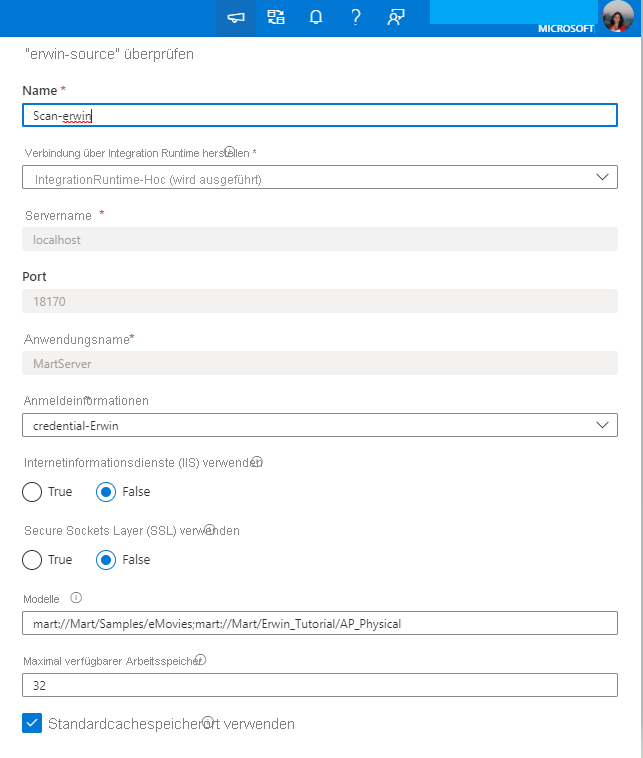 MICROSOFT
"erwin-source" überprüfen
Name *
Scan-erwin
Verbindung über Integration Runtime herstellen *
IntegrationRuntime-Hoc (wird ausgeführt)
Servername *
localhost
Port
18170
Anwendungsname*
MartServer
Anmeldeinformationen*
credential-Erwin
Internetinformationsdienste (IIS) verwenden
True False
Secure Sockets Layer (SSL) verwenden
True False
Modelle
mart://Mart/Samples/eMovies;mart://Mart/Erwin_Tutorial/AP_Physical
Maximal verfügbarer Arbeitsspeicher
32
Standardcachespeicherort verwenden